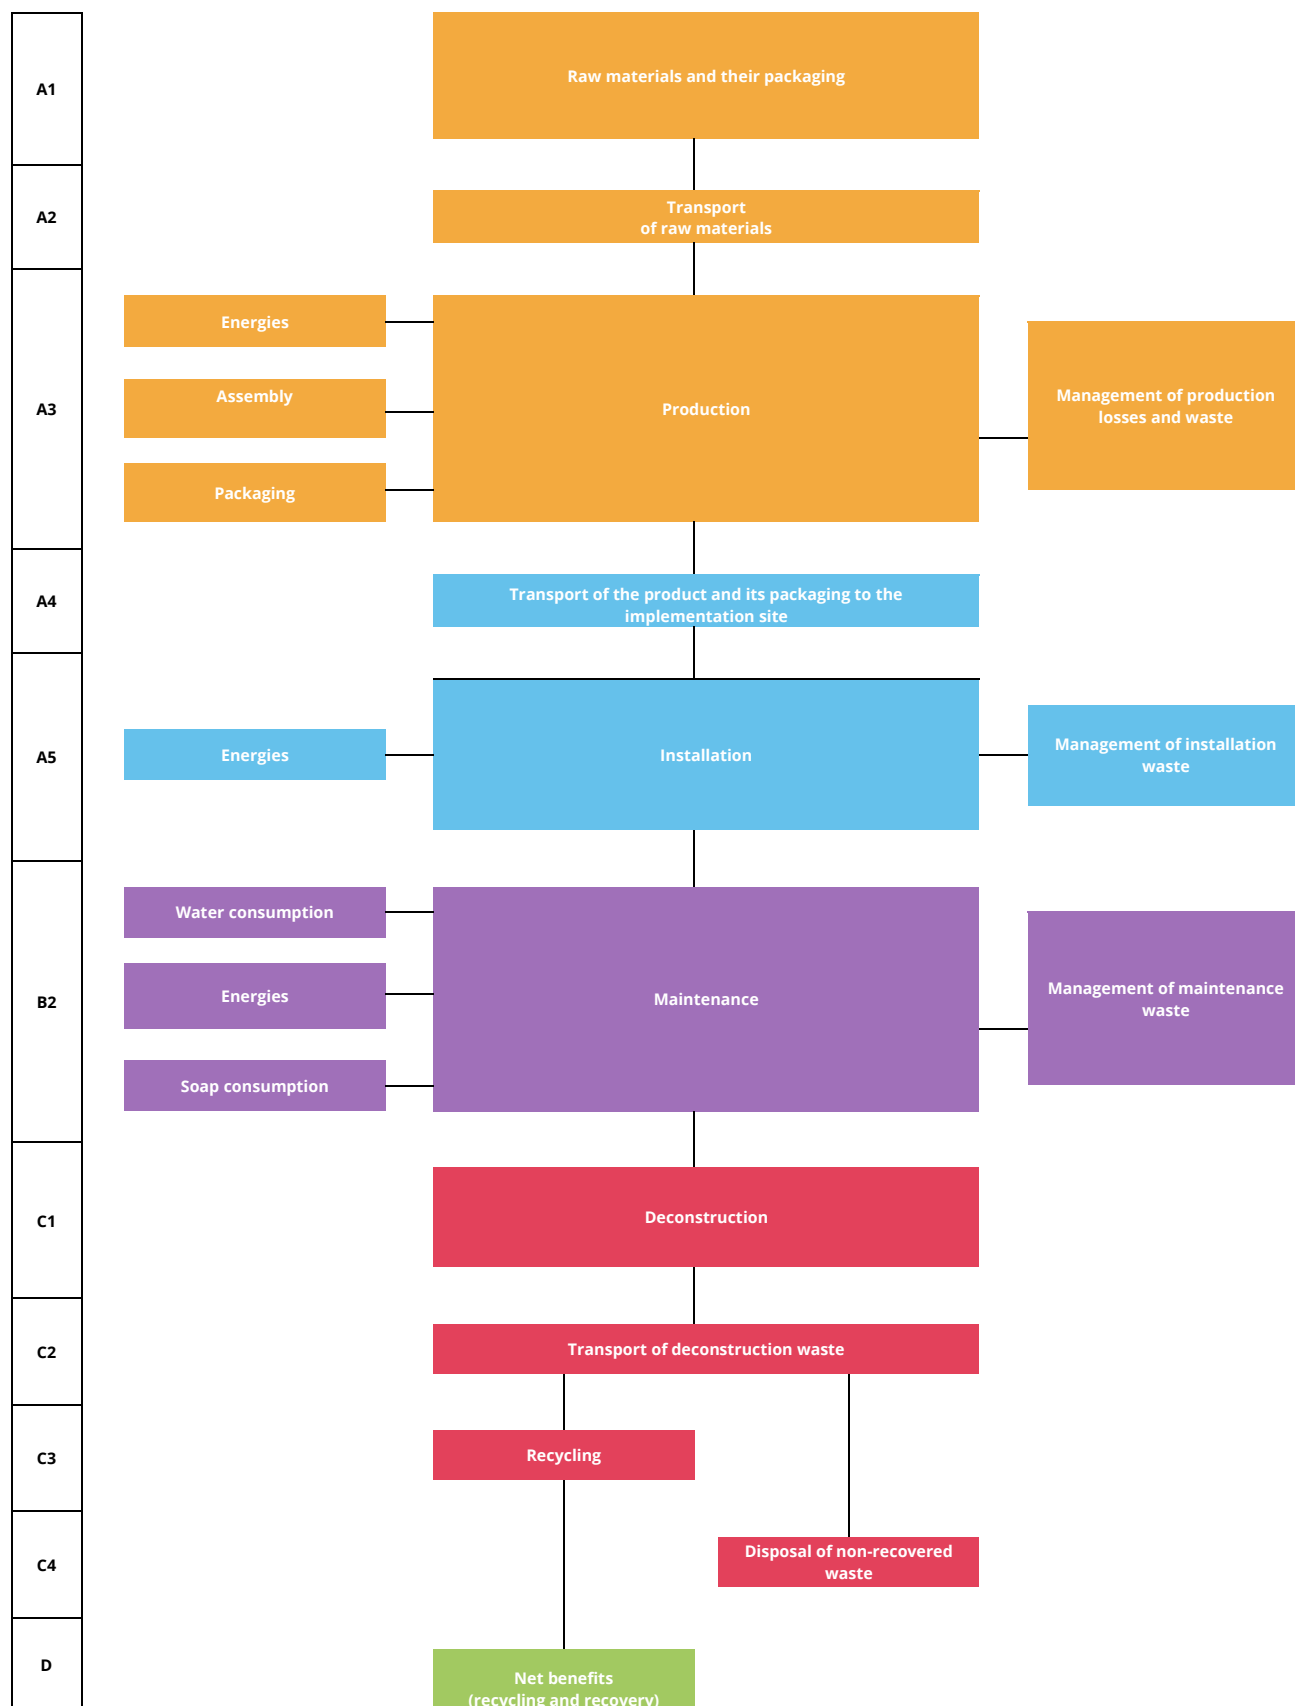 A1
Raw materials and their packaging
A2
Transport
of raw materials
A3
Energies
Assembly
Packaging
Production
Management of production
losses and waste
A4
Transport of the product and its packaging to the
implementation site
A5
Energies
Installation
Management of installation
waste
B2
Water consumption
Energies
Soap consumption
Maintenance
Management of maintenance
waste
C1
Deconstruction
C2
Transport of deconstruction waste
C3
Recycling
C4
Disposal of non-recovered
waste
D
Net benefits
(recycling and recovery)